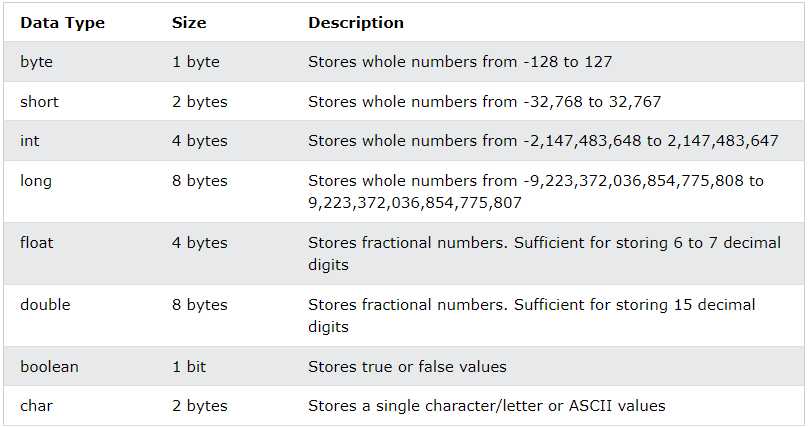 Data Type Size Description
byte 1 byte Stores whole numbers from -128 to 127
short 2 bytes Stores whole numbers from -32,768 to 32,767
int 4 bytes Stores whole numbers from -2,147,483,648 to 2,147,483,647
long 8 bytes Stores whole numbers from -9,223,372,036,854,775,808 to
9,223,372,036,854,775,807
float 4 bytes Stores fractional numbers. Sufficient for storing 6 to 7 decimal
digits
double 8 bytes Stores fractional numbers. Sufficient for storing 15 decimal
digits
boolean 1 bit Stores true or false values
char 2 bytes Stores a single character/letter or ASCII values